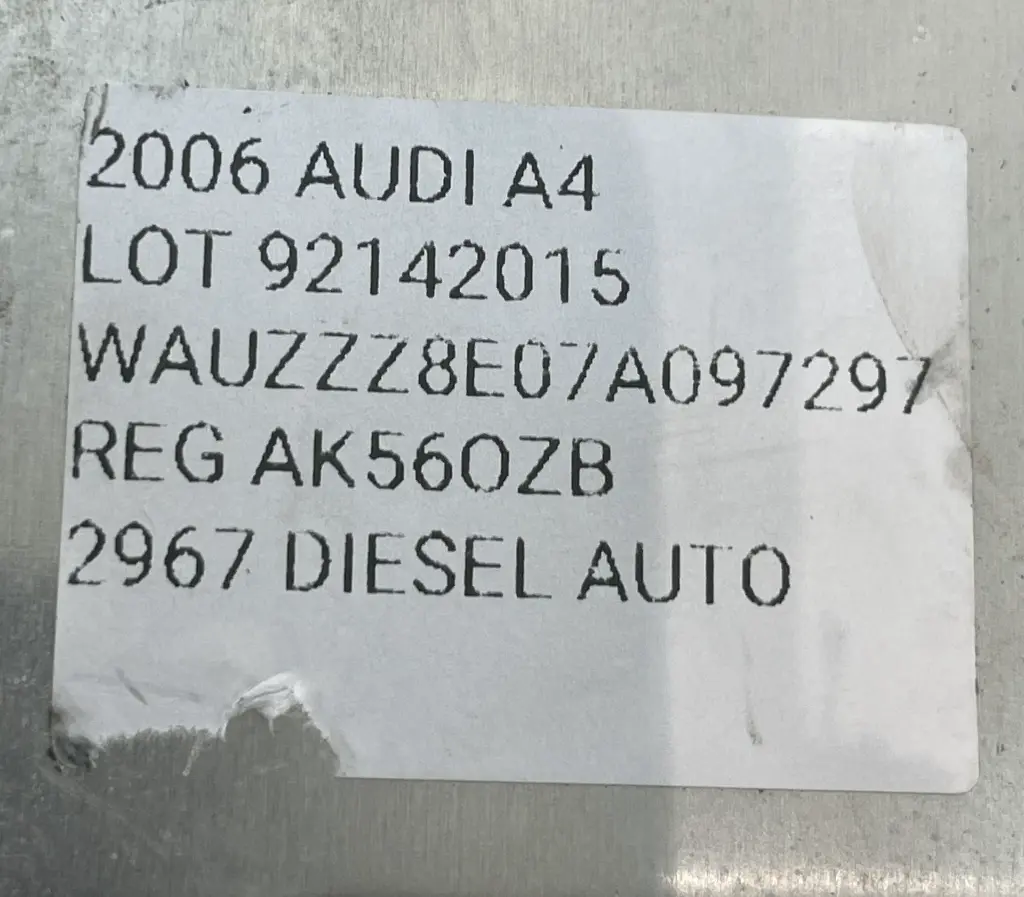 2006 AUDI A4
LOT 92142015
WAUZZZ8E07A097297
REG AK56OZB
2967 DIESEL AUTO